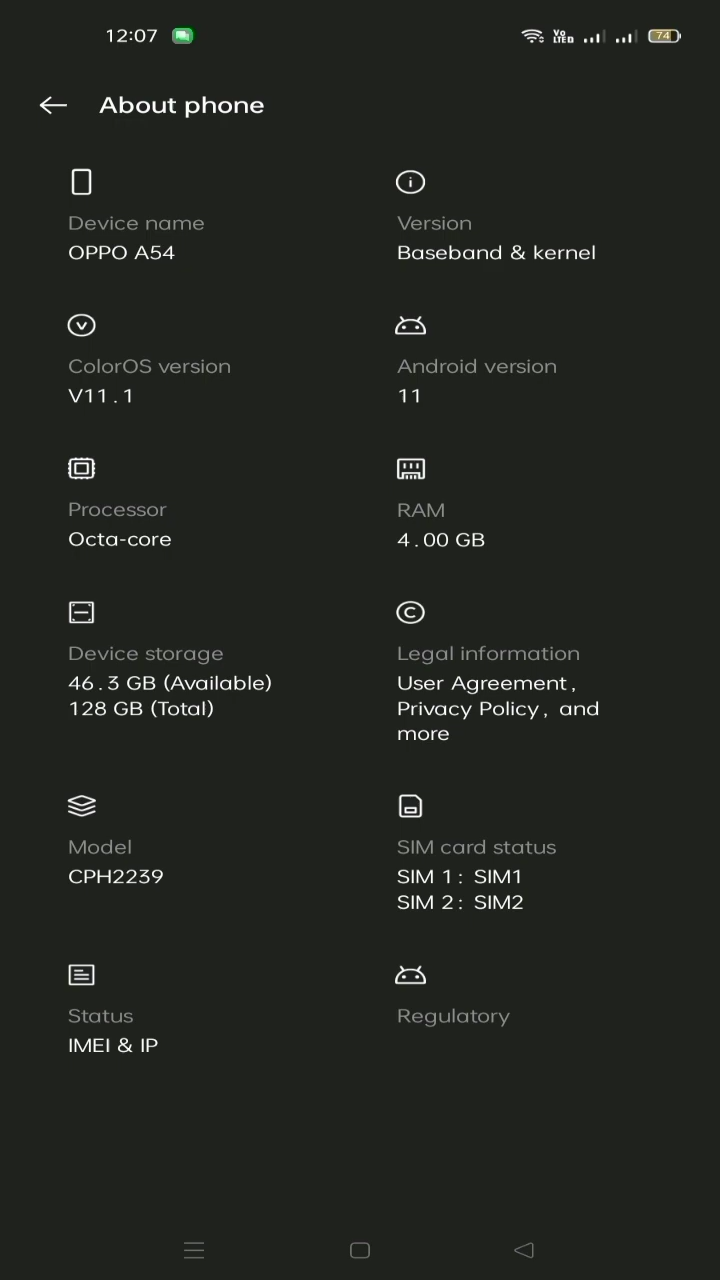 12:07
Vo
LTE
74
About phone
Device name
OPPO A54
Version
Baseband & kernel
ColorOS version
V11.1
Android version
11
Processor
Octa-core
RAM
4.00 GB
Device storage
46.3 GB (Available)
128 GB (Total)
Legal information
User Agreement,
Privacy Policy, and
more
Model
CPH2239
SIM card status
SIM 1: SIM1
SIM 2: SIM2
Status
IMEI & IP
Regulatory